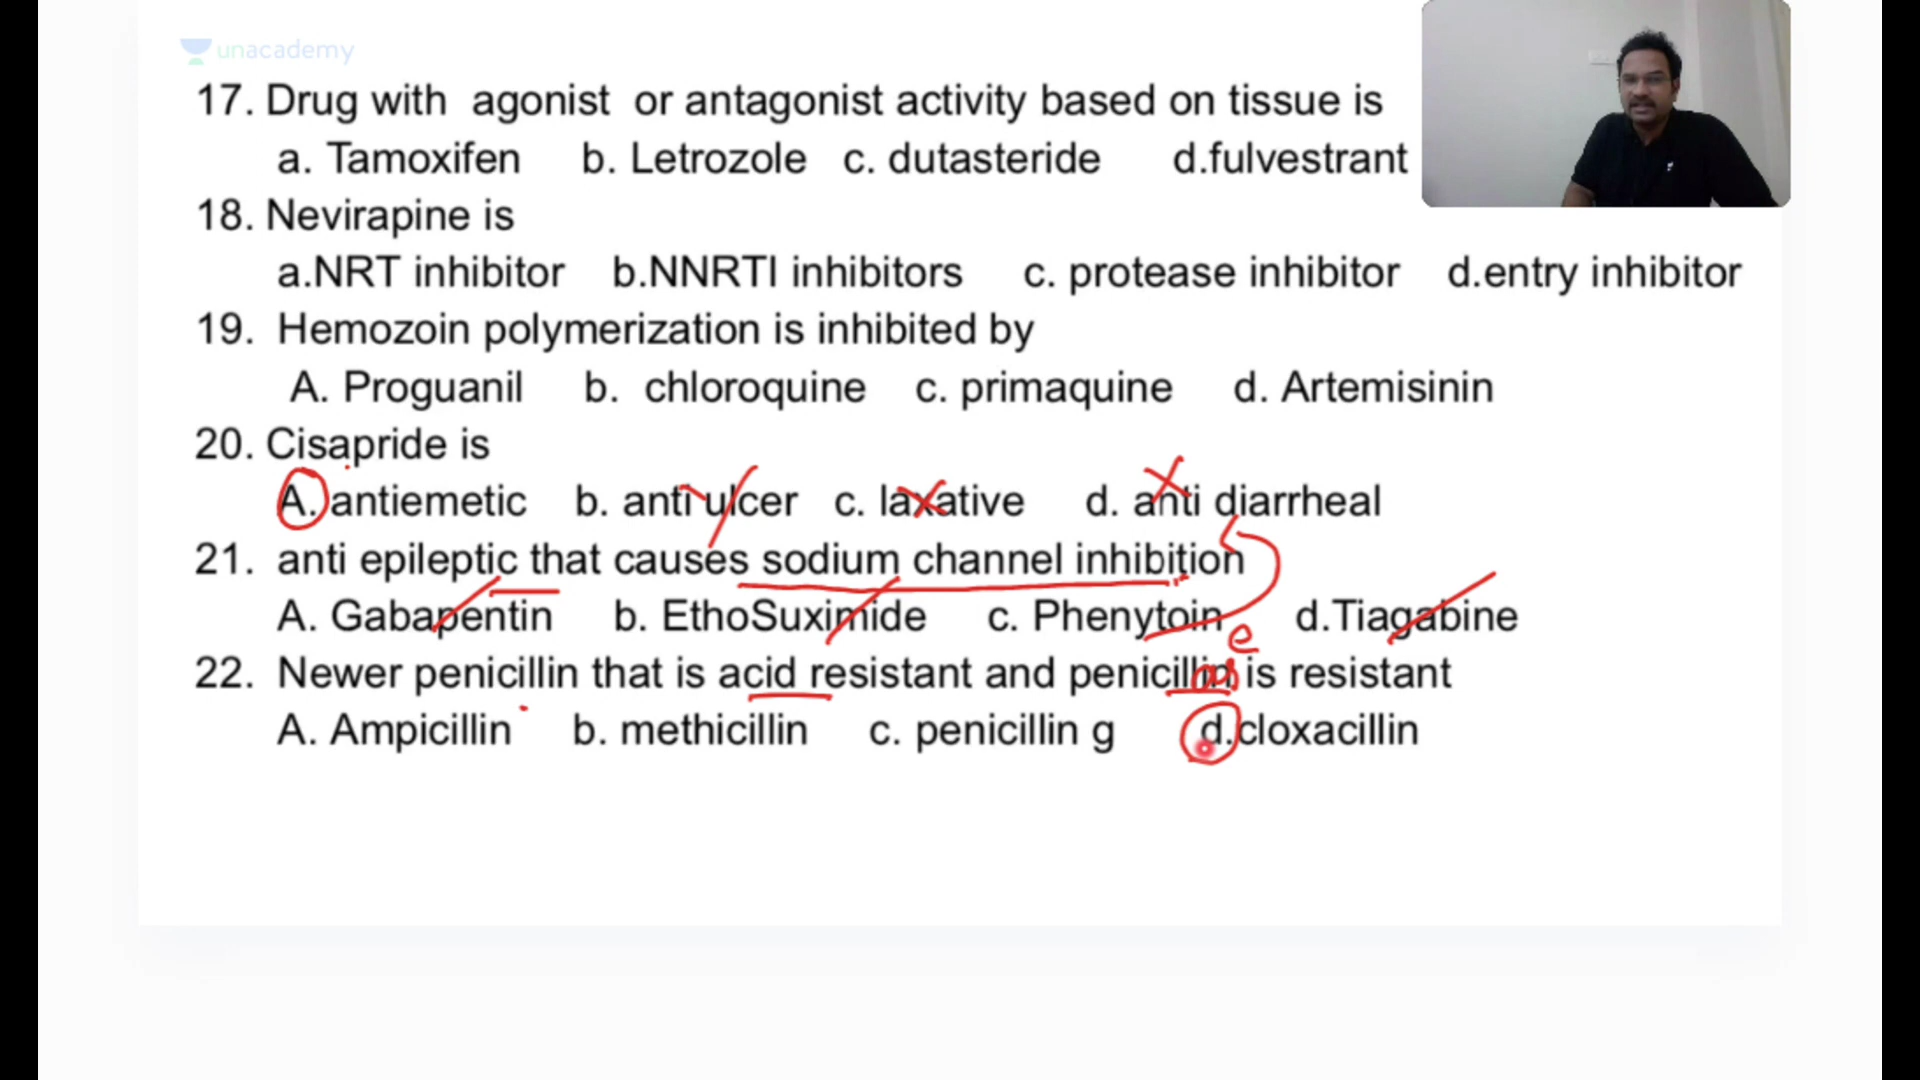 unacademy
17. Drug with agonist or antagonist activity based on tissue is
a. Tamoxifen b. Letrozole c. dutasteride d.fulvestrant
18. Nevirapine is
a.NRT inhibitor b.NNRTI inhibitors c. protease inhibitor d.entry inhibitor
19. Hemozoin polymerization is inhibited by
A. Proguanil b. chloroquine c. primaquine d. Artemisinin
20. Cisapride is
A. antiemetic b. anti ulcer c. laxative d. anti diarrheal
21. anti epileptic that causes sodium channel inhibition
A. Gabapentin b. EthoSuximide c. Phenytoin d.Tiagabine
22. Newer penicillin that is acid resistant and penicillin is resistant
A. Ampicillin b. methicillin c. penicillin g d.cloxacillin